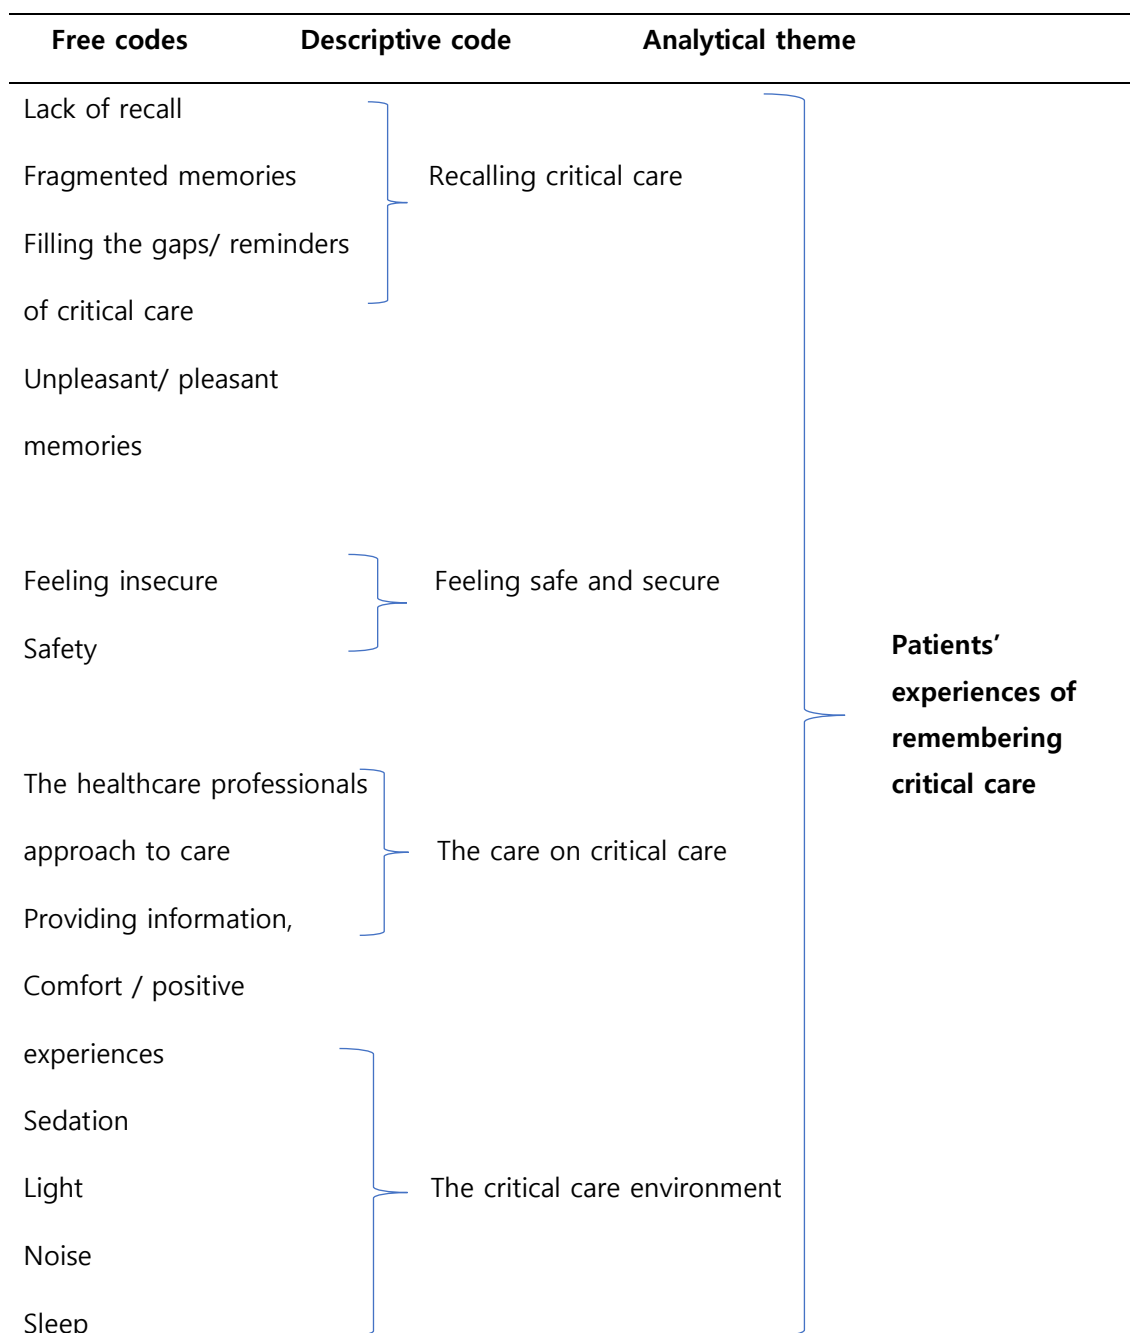 Free codes Descriptive code Analytical theme
Lack of recall
Fragmented memories Recalling critical care
Filling the gaps/ reminders
of critical care
Unpleasant/ pleasant
memories
Feeling insecure Feeling safe and secure
Safety
Patients’
experiences of
remembering
critical care
The healthcare professionals
approach to care The care on critical care
Providing information,
Comfort / positive
experiences
Sedation
Light The critical care environment
Noise
Sleep